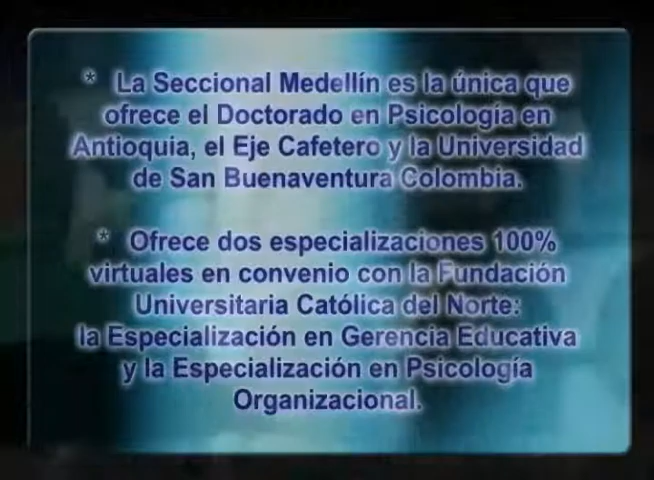 * La Seccional Medellín es la única que
ofrece el Doctorado en Psicología en
Antioquia, el Eje Cafetero y la Universidad
de San Buenaventura Colombia.
* Ofrece dos especializaciones 100%
virtuales en convenio con la Fundación
Universitaria Católica del Norte:
la Especialización en Gerencia Educativa
y la Especialización en Psicología
Organizacional.